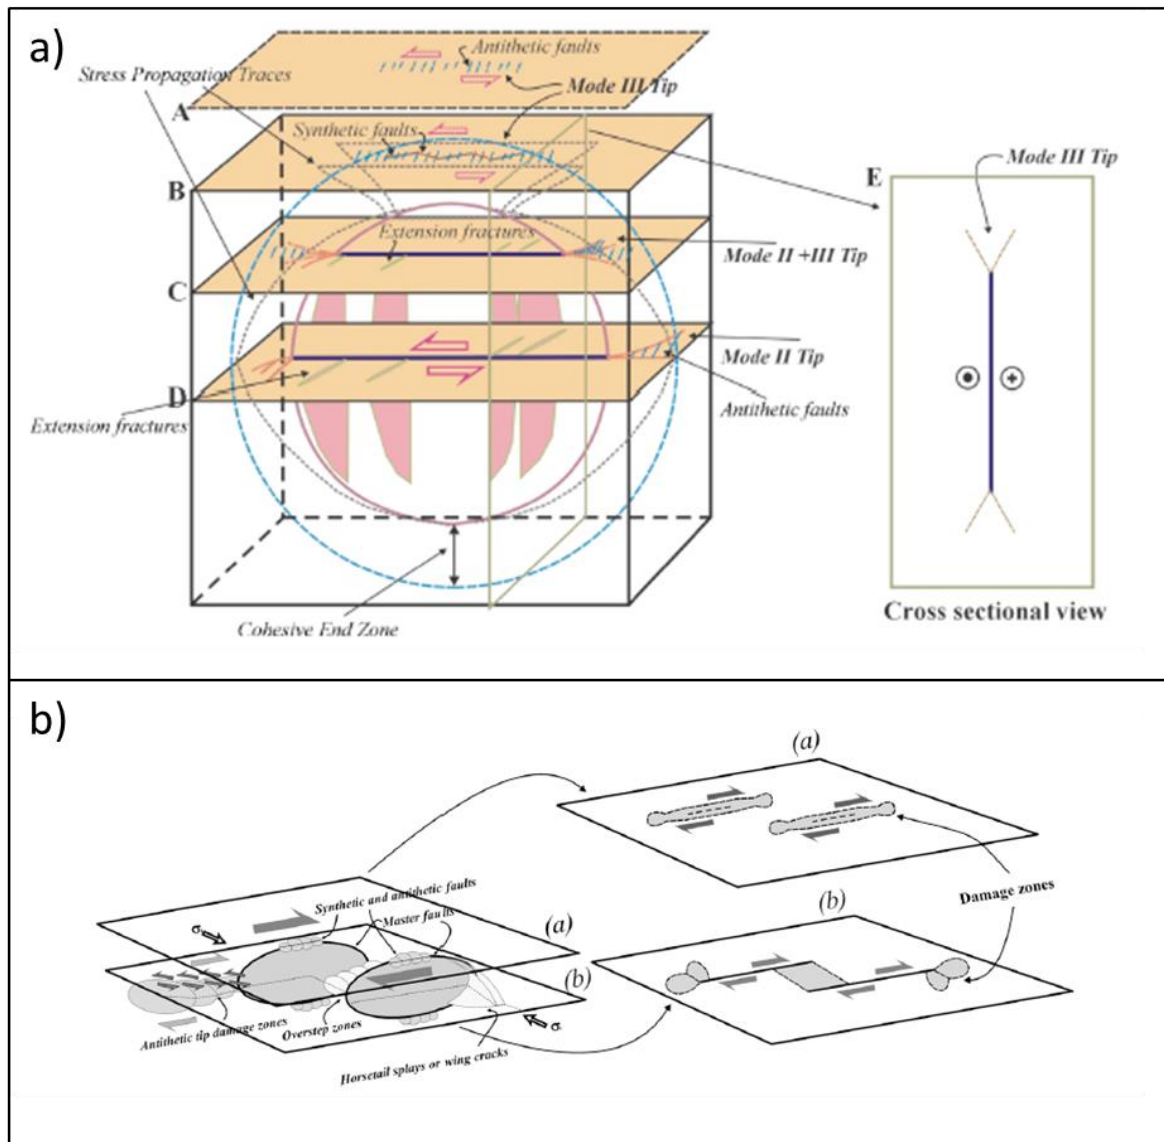 a)
Antithetic faults
Stress Propagation Traces
Mode III Tip
A
Synthetic faults
B
Extension fractures
Mode II +III Tip
C
Mode II Tip
D
Antithetic faults
Extension fractures
Cohesive End Zone
Mode III Tip
E
Cross sectional view
b)
(a)
Damage zones
(b)
Synthetic and antithetic faults
Master faults
σ
(a)
(b)
Antithetic tip damage zones
Overstep zones
σ
Horsetail splays or wing cracks